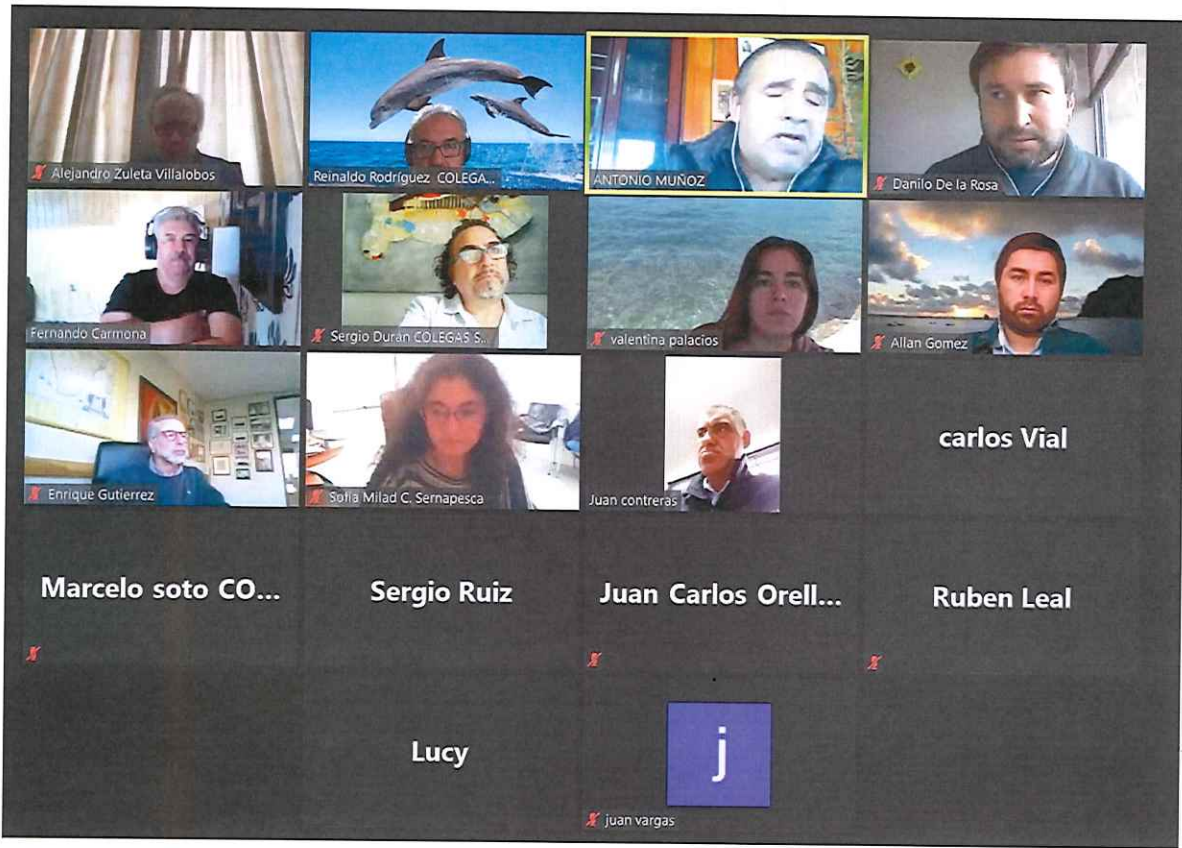 Alejandro Zuleta Villalobos
Reinaldo Rodríguez COLEGA...
ANTONIO MUÑOZ
Danilo De la Rosa
Fernando Carmona
Sergio Durán COLEGAS S..
valentina palacios
Allan Gomez
Enrique Gutierrez
Sofia Milad C. Sernapesca
Juan contreras
carlos Vial
Marcelo soto CO...
Sergio Ruiz
Juan Carlos Orell...
Ruben Leal
Lucy
j
juan vargas